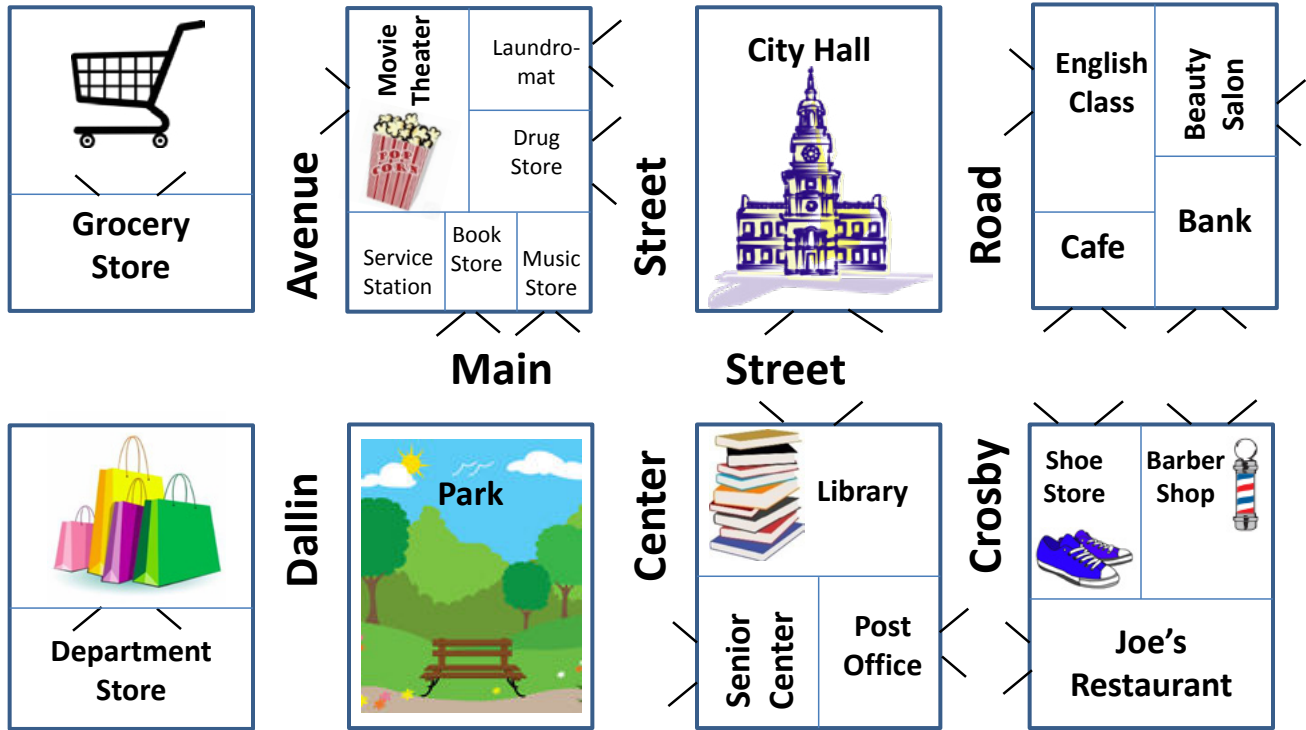 Grocery
Store
Avenue
Movie
Theater
Laundro-
mat
Drug
Store
POP
CORN
Service
Station
Book
Store
Music
Store
Street
City Hall
Road
English
Class
Beauty
Salon
Cafe
Bank
Main Street
Department
Store
Dallin
Park
Center
Library
Senior
Center
Post
Office
Crosby
Shoe
Store
Barber
Shop
Joe’s
Restaurant